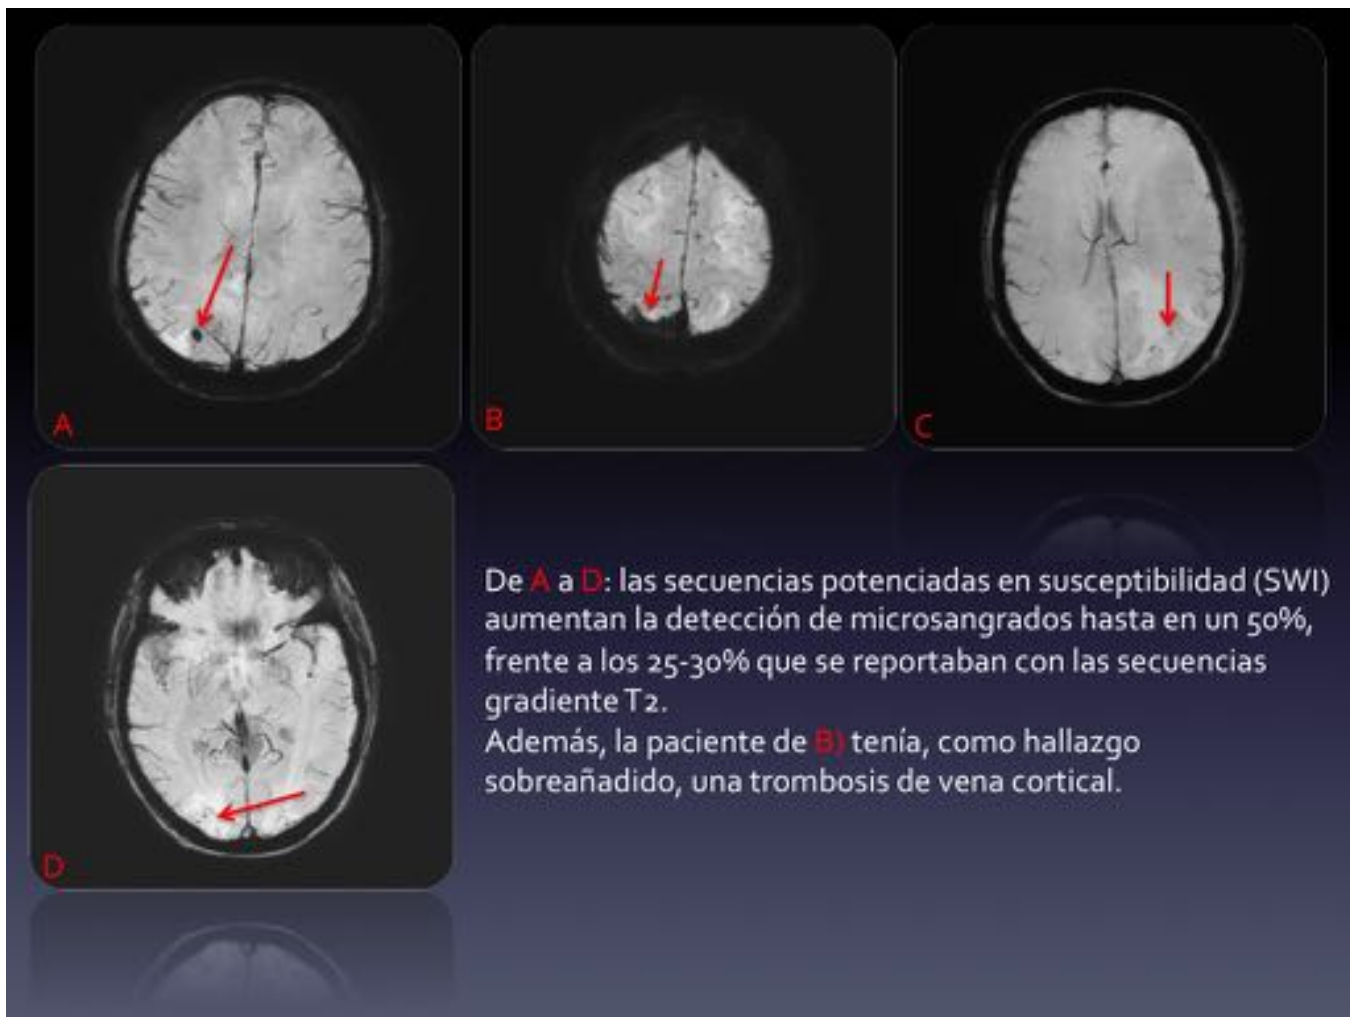 A
B
C
D
De A a D: las secuencias potenciadas en susceptibilidad (SWI)
aumentan la detección de microsangrados hasta en un 50%,
frente a los 25-30% que se reportaban con las secuencias
gradiente T2.
Además, la paciente de B) tenía, como hallazgo
sobreañadido, una trombosis de vena cortical.